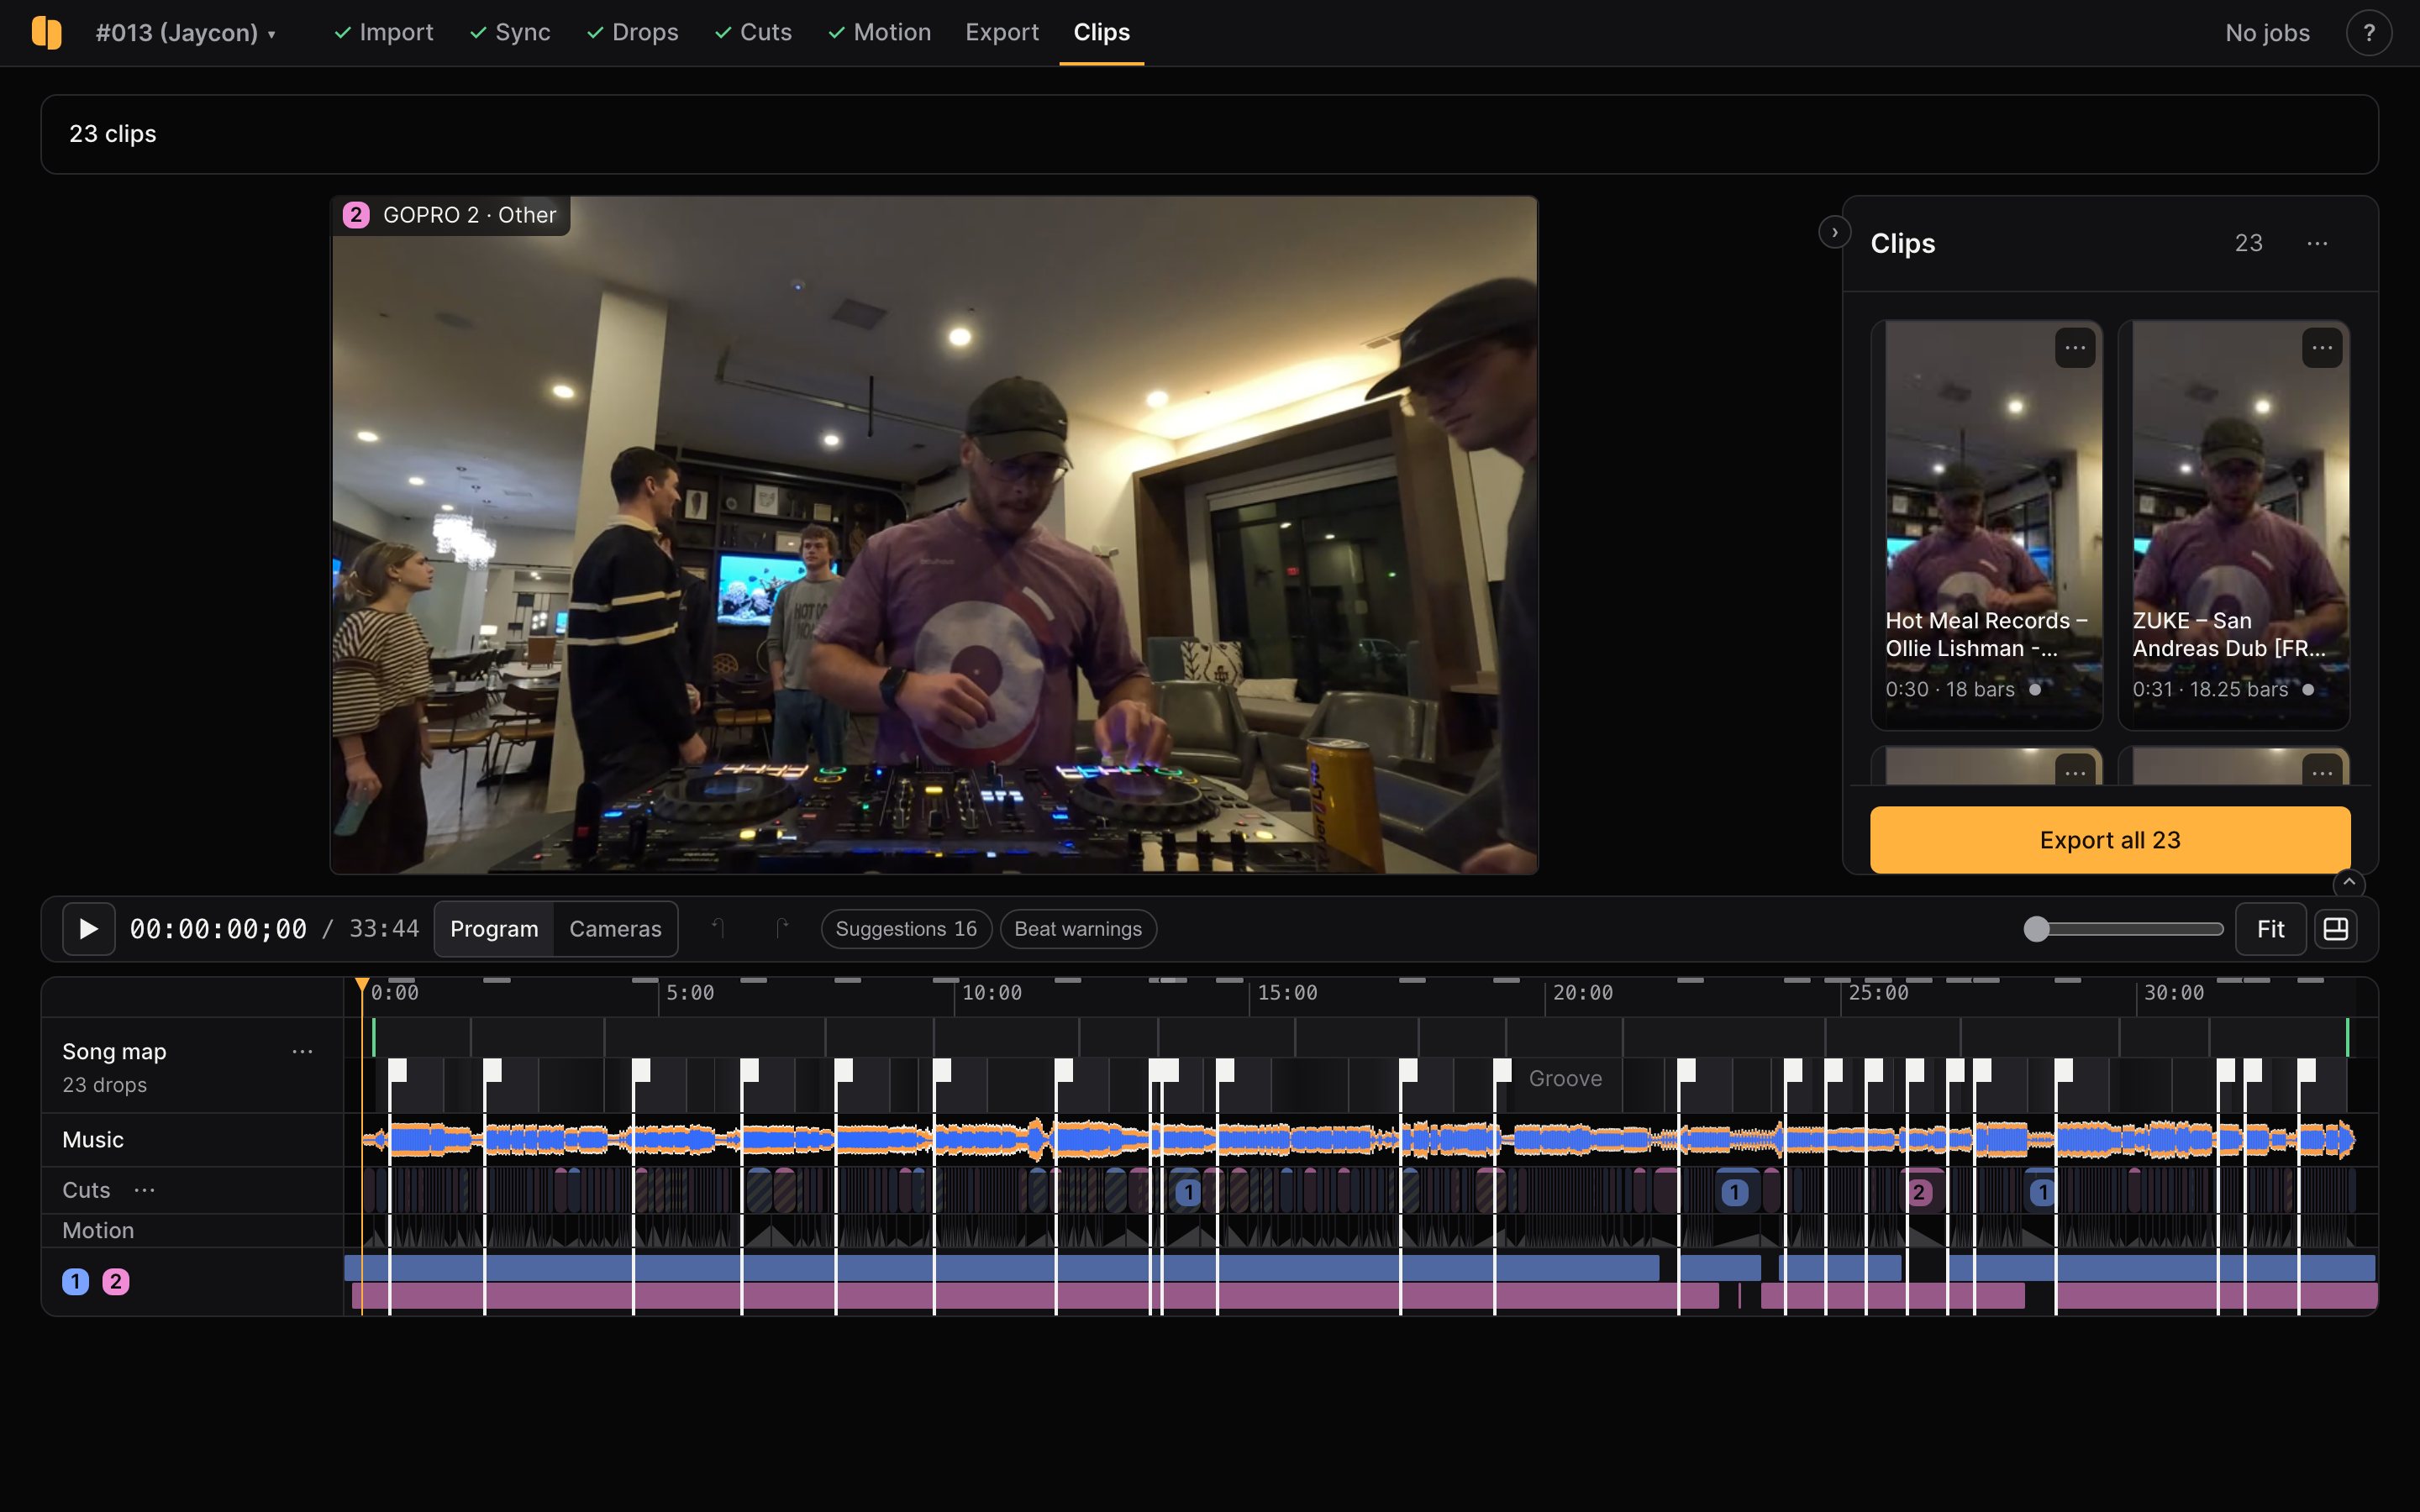 #013 (Jaycon)
Import
Sync
Drops
Cuts
Motion
Export
Clips
No jobs
?
23 clips
2 GOPRO 2 · Other
Clips
23
Hot Meal Records –
Ollie Lishman -...
0:30 · 18 bars
ZUKE – San
Andreas Dub [FR...
0:31 · 18.25 bars
Export all 23
00:00:00;00 / 33:44
Program
Cameras
Suggestions 16
Beat warnings
Fit
0:00
5:00
10:00
15:00
20:00
25:00
30:00
Song map
23 drops
Groove
Music
Cuts
1
1
2
1
Motion
1 2